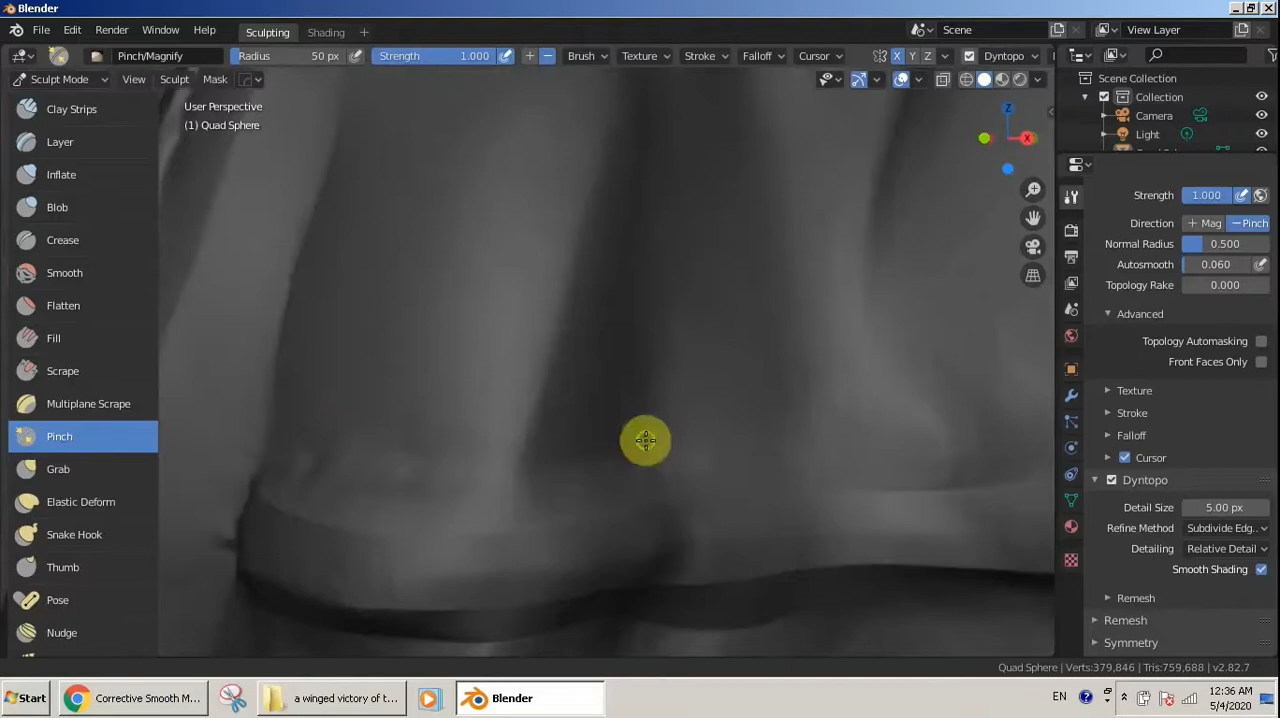 Blender
File Edit Render Window Help Sculpting Shading Scene View Layer
Pinch/Magnify Radius 50 px Strength 1.000 Brush Texture Stroke Falloff Cursor X Y Z Dyntopo
Sculpt Mode View Sculpt Mask
User Perspective
(1) Quad Sphere
Clay Strips
Layer
Inflate
Blob
Crease
Smooth
Flatten
Fill
Scrape
Multiplane Scrape
Pinch
Grab
Elastic Deform
Snake Hook
Thumb
Pose
Nudge
Z
X
Scene Collection
Collection
Camera
Light
Strength 1.000
Direction + Mag − Pinch
Normal Radius 0.500
Autosmooth 0.060
Topology Rake 0.000
Advanced
Topology Automasking
Front Faces Only
Texture
Stroke
Falloff
Cursor
Dyntopo
Detail Size 5.00 px
Refine Method Subdivide Edg..
Detailing Relative Detail
Smooth Shading
Remesh
Remesh
Symmetry
Quad Sphere | Verts:379,846 | Tris:759,688 | v2.82.7
Start Corrective Smooth M... a winged victory of t... Blender EN 12:36 AM
5/4/2020